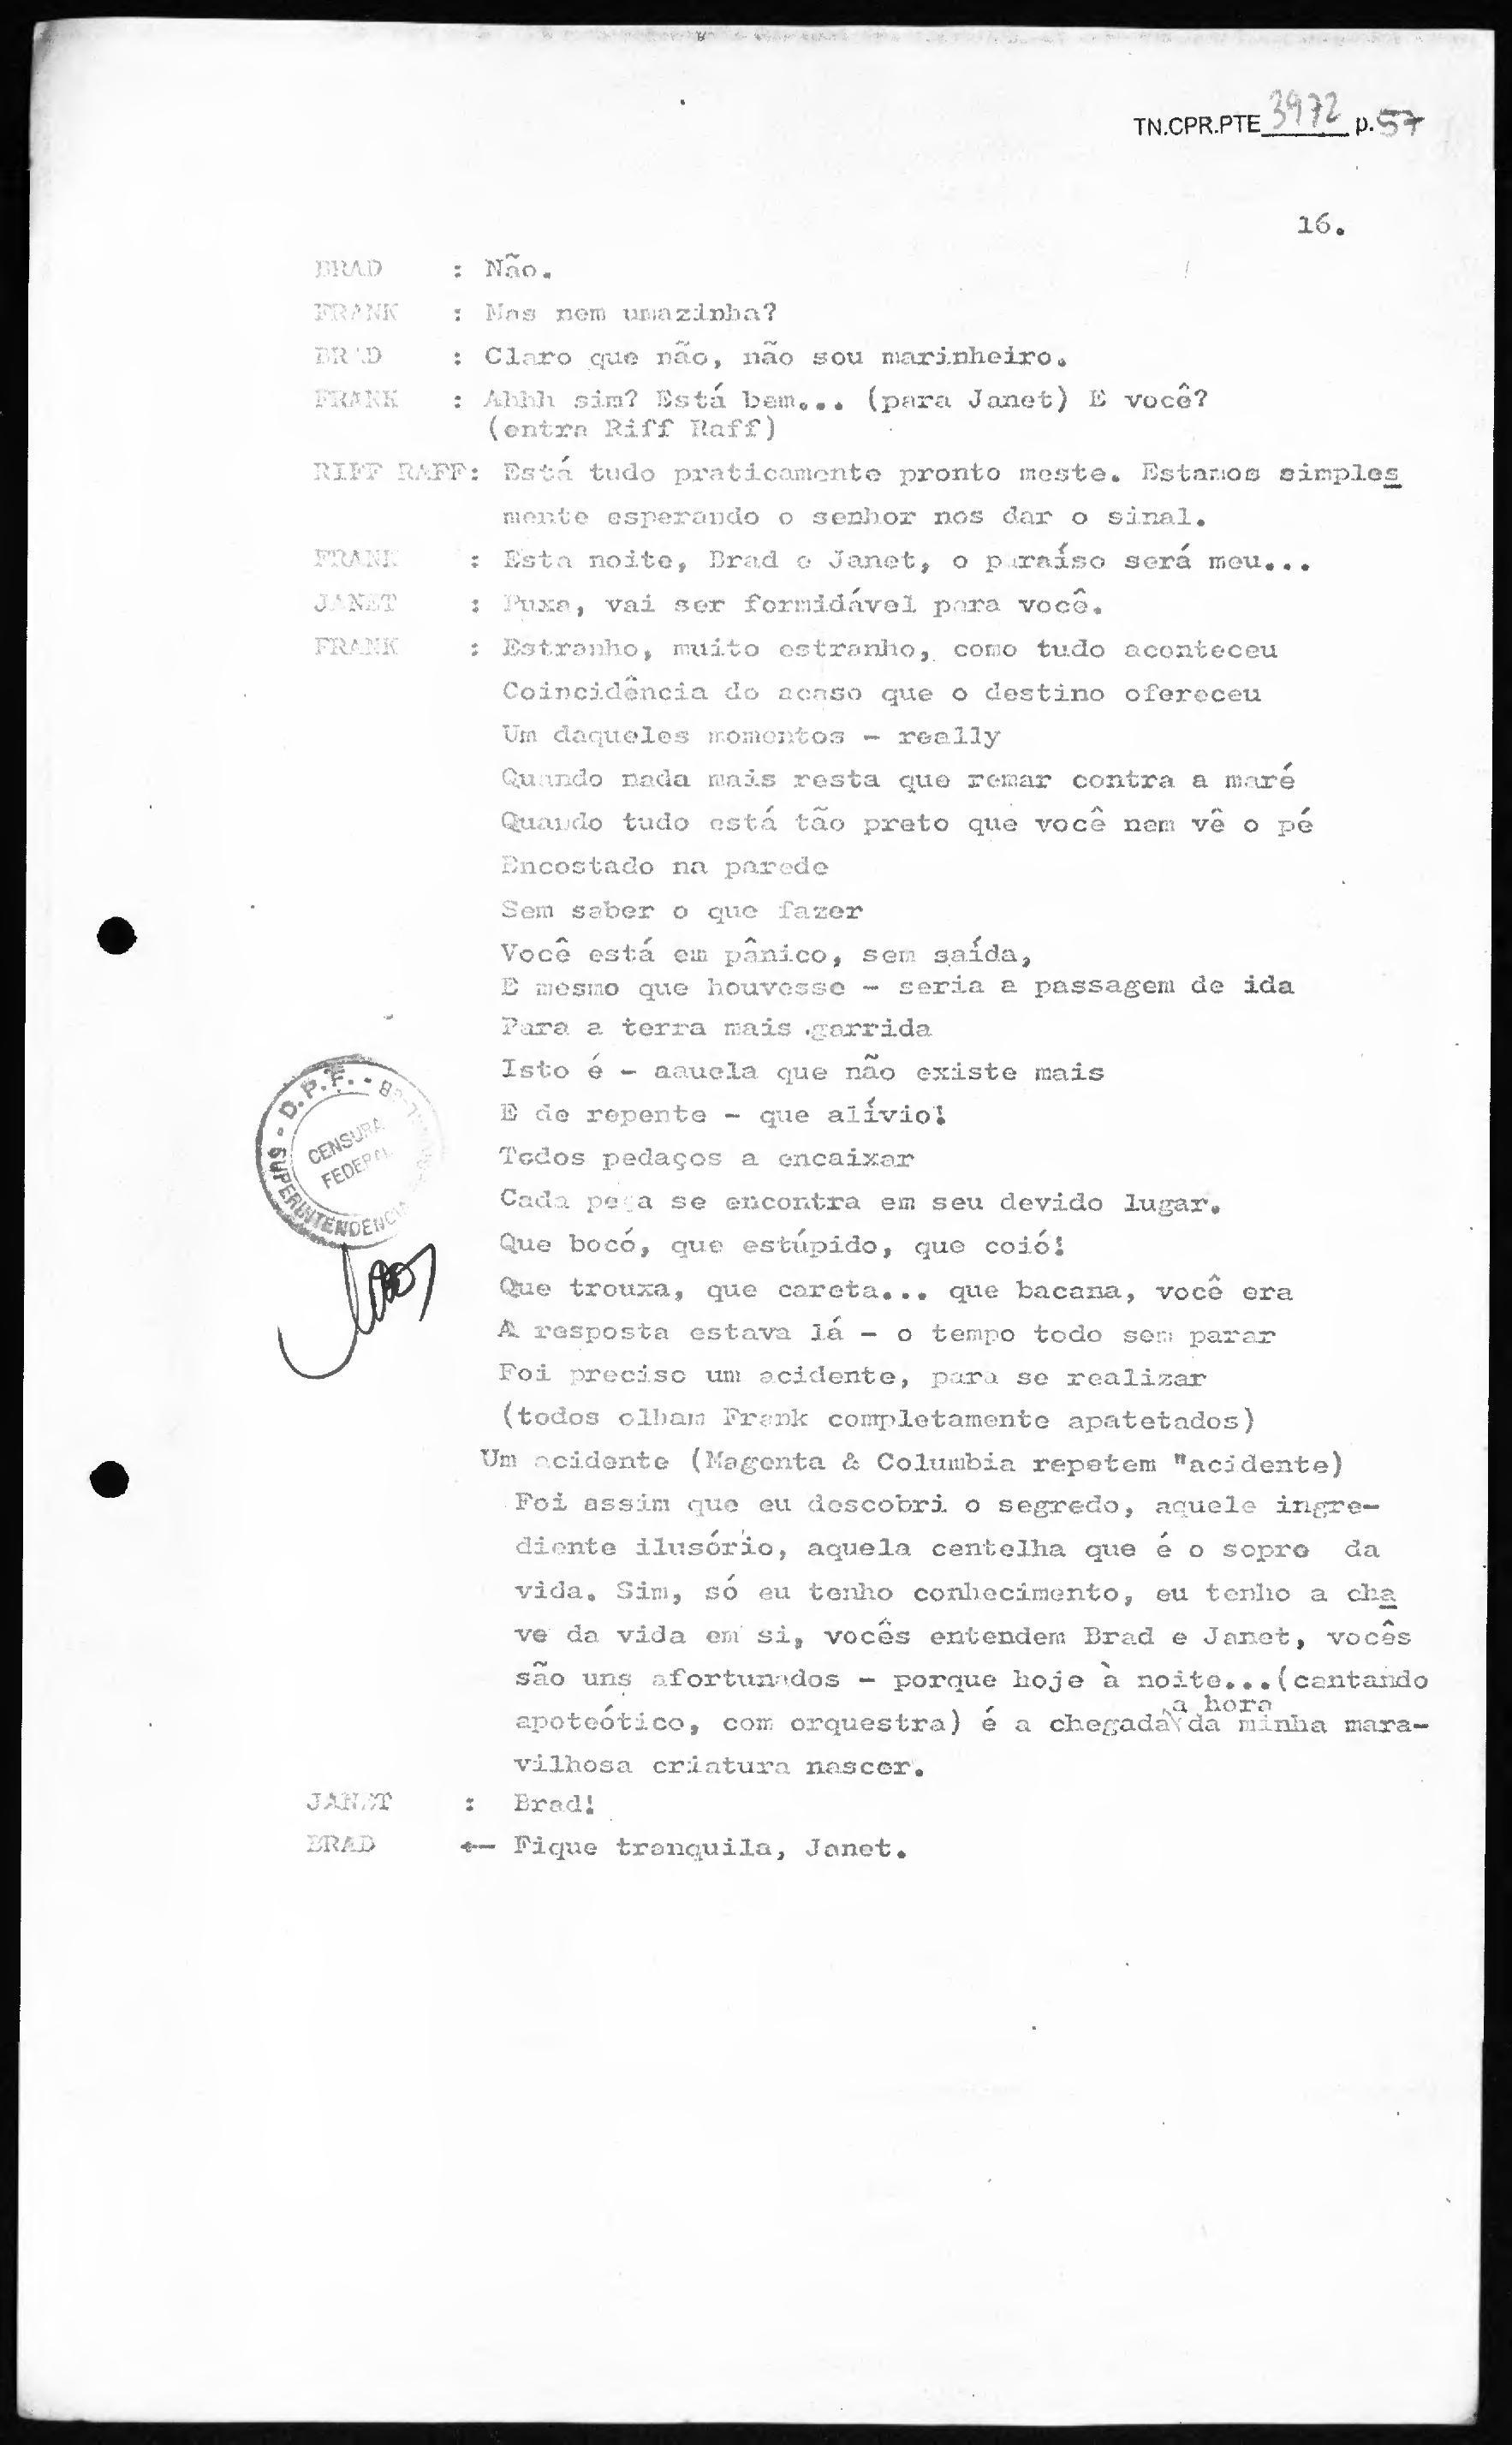 TN.CPR.PTE 3972 p.57
16.
BRAD : Não.
FRANK : Mas nem umazinha?
BRAD : Claro que não, não sou marinheiro.
FRANK : Ahhh sim? Está bem... (para Janet) E você?
(entra Riff Raff)
RIFF RAFF: Está tudo praticamente pronto meste. Estamos simples
mente esperando o senhor nos dar o sinal.
FRANK : Esta noite, Brad e Janet, o paraíso será meu...
JANET : Puxa, vai ser formidável para você.
FRANK : Estranho, muito estranho, como tudo aconteceu
Coincidência do acaso que o destino ofereceu
Um daqueles momentos - really
Quando nada mais resta que remar contra a maré
Quando tudo está tão preto que você nem vê o pé
Encostado na parede
Sem saber o que fazer
Você está em pânico, sem saída,
E mesmo que houvesse - seria a passagem de ida
Para a terra mais garrida
Isto é - aauela que não existe mais
E de repente - que alívio!
Todos pedaços a encaixar
Cada peça se encontra em seu devido lugar.
Que bocó, que estúpido, que coió!
Que trouxa, que careta... que bacana, você era
A resposta estava lá - o tempo todo sem parar
Foi preciso um acidente, para se realizar
(todos olham Frank completamente apatetados)
Um acidente (Magenta & Columbia repetem "acidente)
Foi assim que eu descobri o segredo, aquele ingre-
diente ilusório, aquela centelha que é o sopro da
vida. Sim, só eu tenho conhecimento, eu tenho a cha
ve da vida em si, vocês entendem Brad e Janet, vocês
são uns afortunados - porque hoje à noite...(cantando
a hora
apoteótico, com orquestra) é a chegada da minha mara-
vilhosa criatura nascer.
JANET : Brad!
BRAD : Fique tranquila, Janet.
D.P.F. - SUPERINTENDÊNCIA
CENSURA
FEDERAL